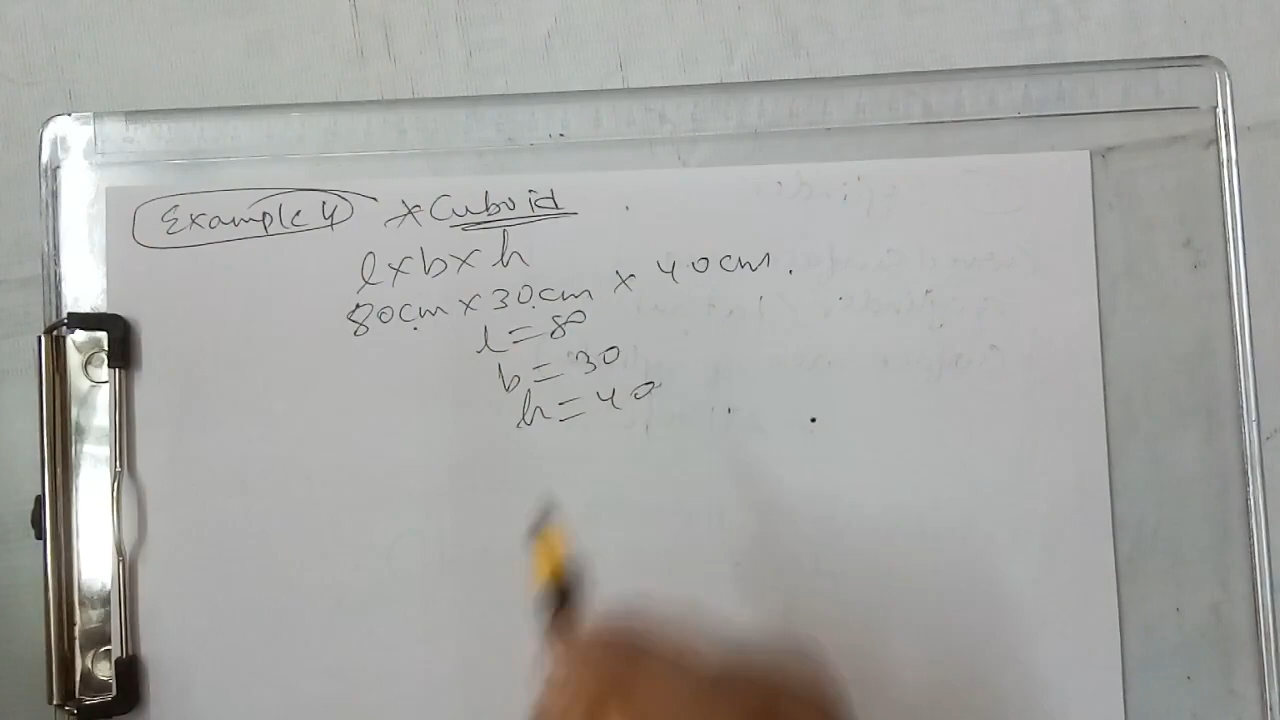 Example 4 * Cuboid
l × b × h
80cm × 30cm × 40cm.
l = 80
b = 30
h = 40